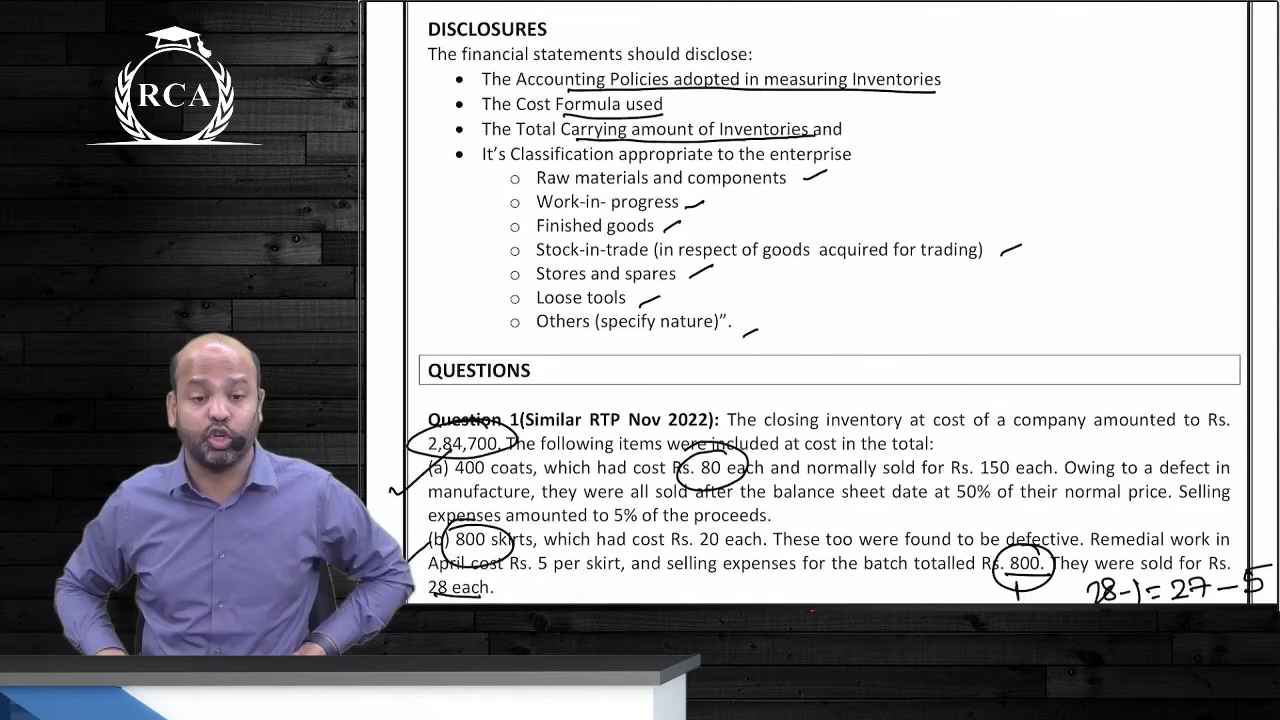 RCA
DISCLOSURES
The financial statements should disclose:
• The Accounting Policies adopted in measuring Inventories
• The Cost Formula used
• The Total Carrying amount of Inventories and
• It’s Classification appropriate to the enterprise
o Raw materials and components
o Work-in- progress
o Finished goods
o Stock-in-trade (in respect of goods acquired for trading)
o Stores and spares
o Loose tools
o Others (specify nature)”.
QUESTIONS
Question 1(Similar RTP Nov 2022): The closing inventory at cost of a company amounted to Rs.
2,84,700. The following items were included at cost in the total:
(a) 400 coats, which had cost Rs. 80 each and normally sold for Rs. 150 each. Owing to a defect in
manufacture, they were all sold after the balance sheet date at 50% of their normal price. Selling
expenses amounted to 5% of the proceeds.
(b) 800 skirts, which had cost Rs. 20 each. These too were found to be defective. Remedial work in
April cost Rs. 5 per skirt, and selling expenses for the batch totalled Rs. 800. They were sold for Rs.
28 each.
1
28-1=27-5